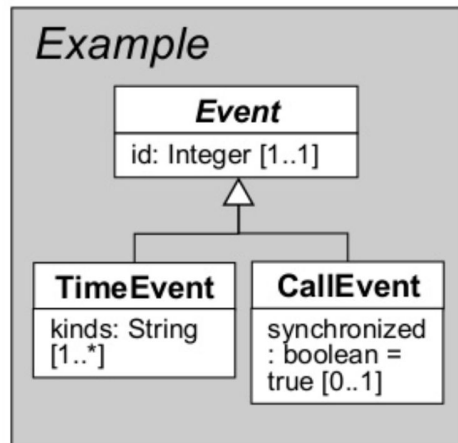 Example
Event
id: Integer [1..1]
TimeEvent
kinds: String
[1..*]
CallEvent
synchronized
: boolean =
true [0..1]